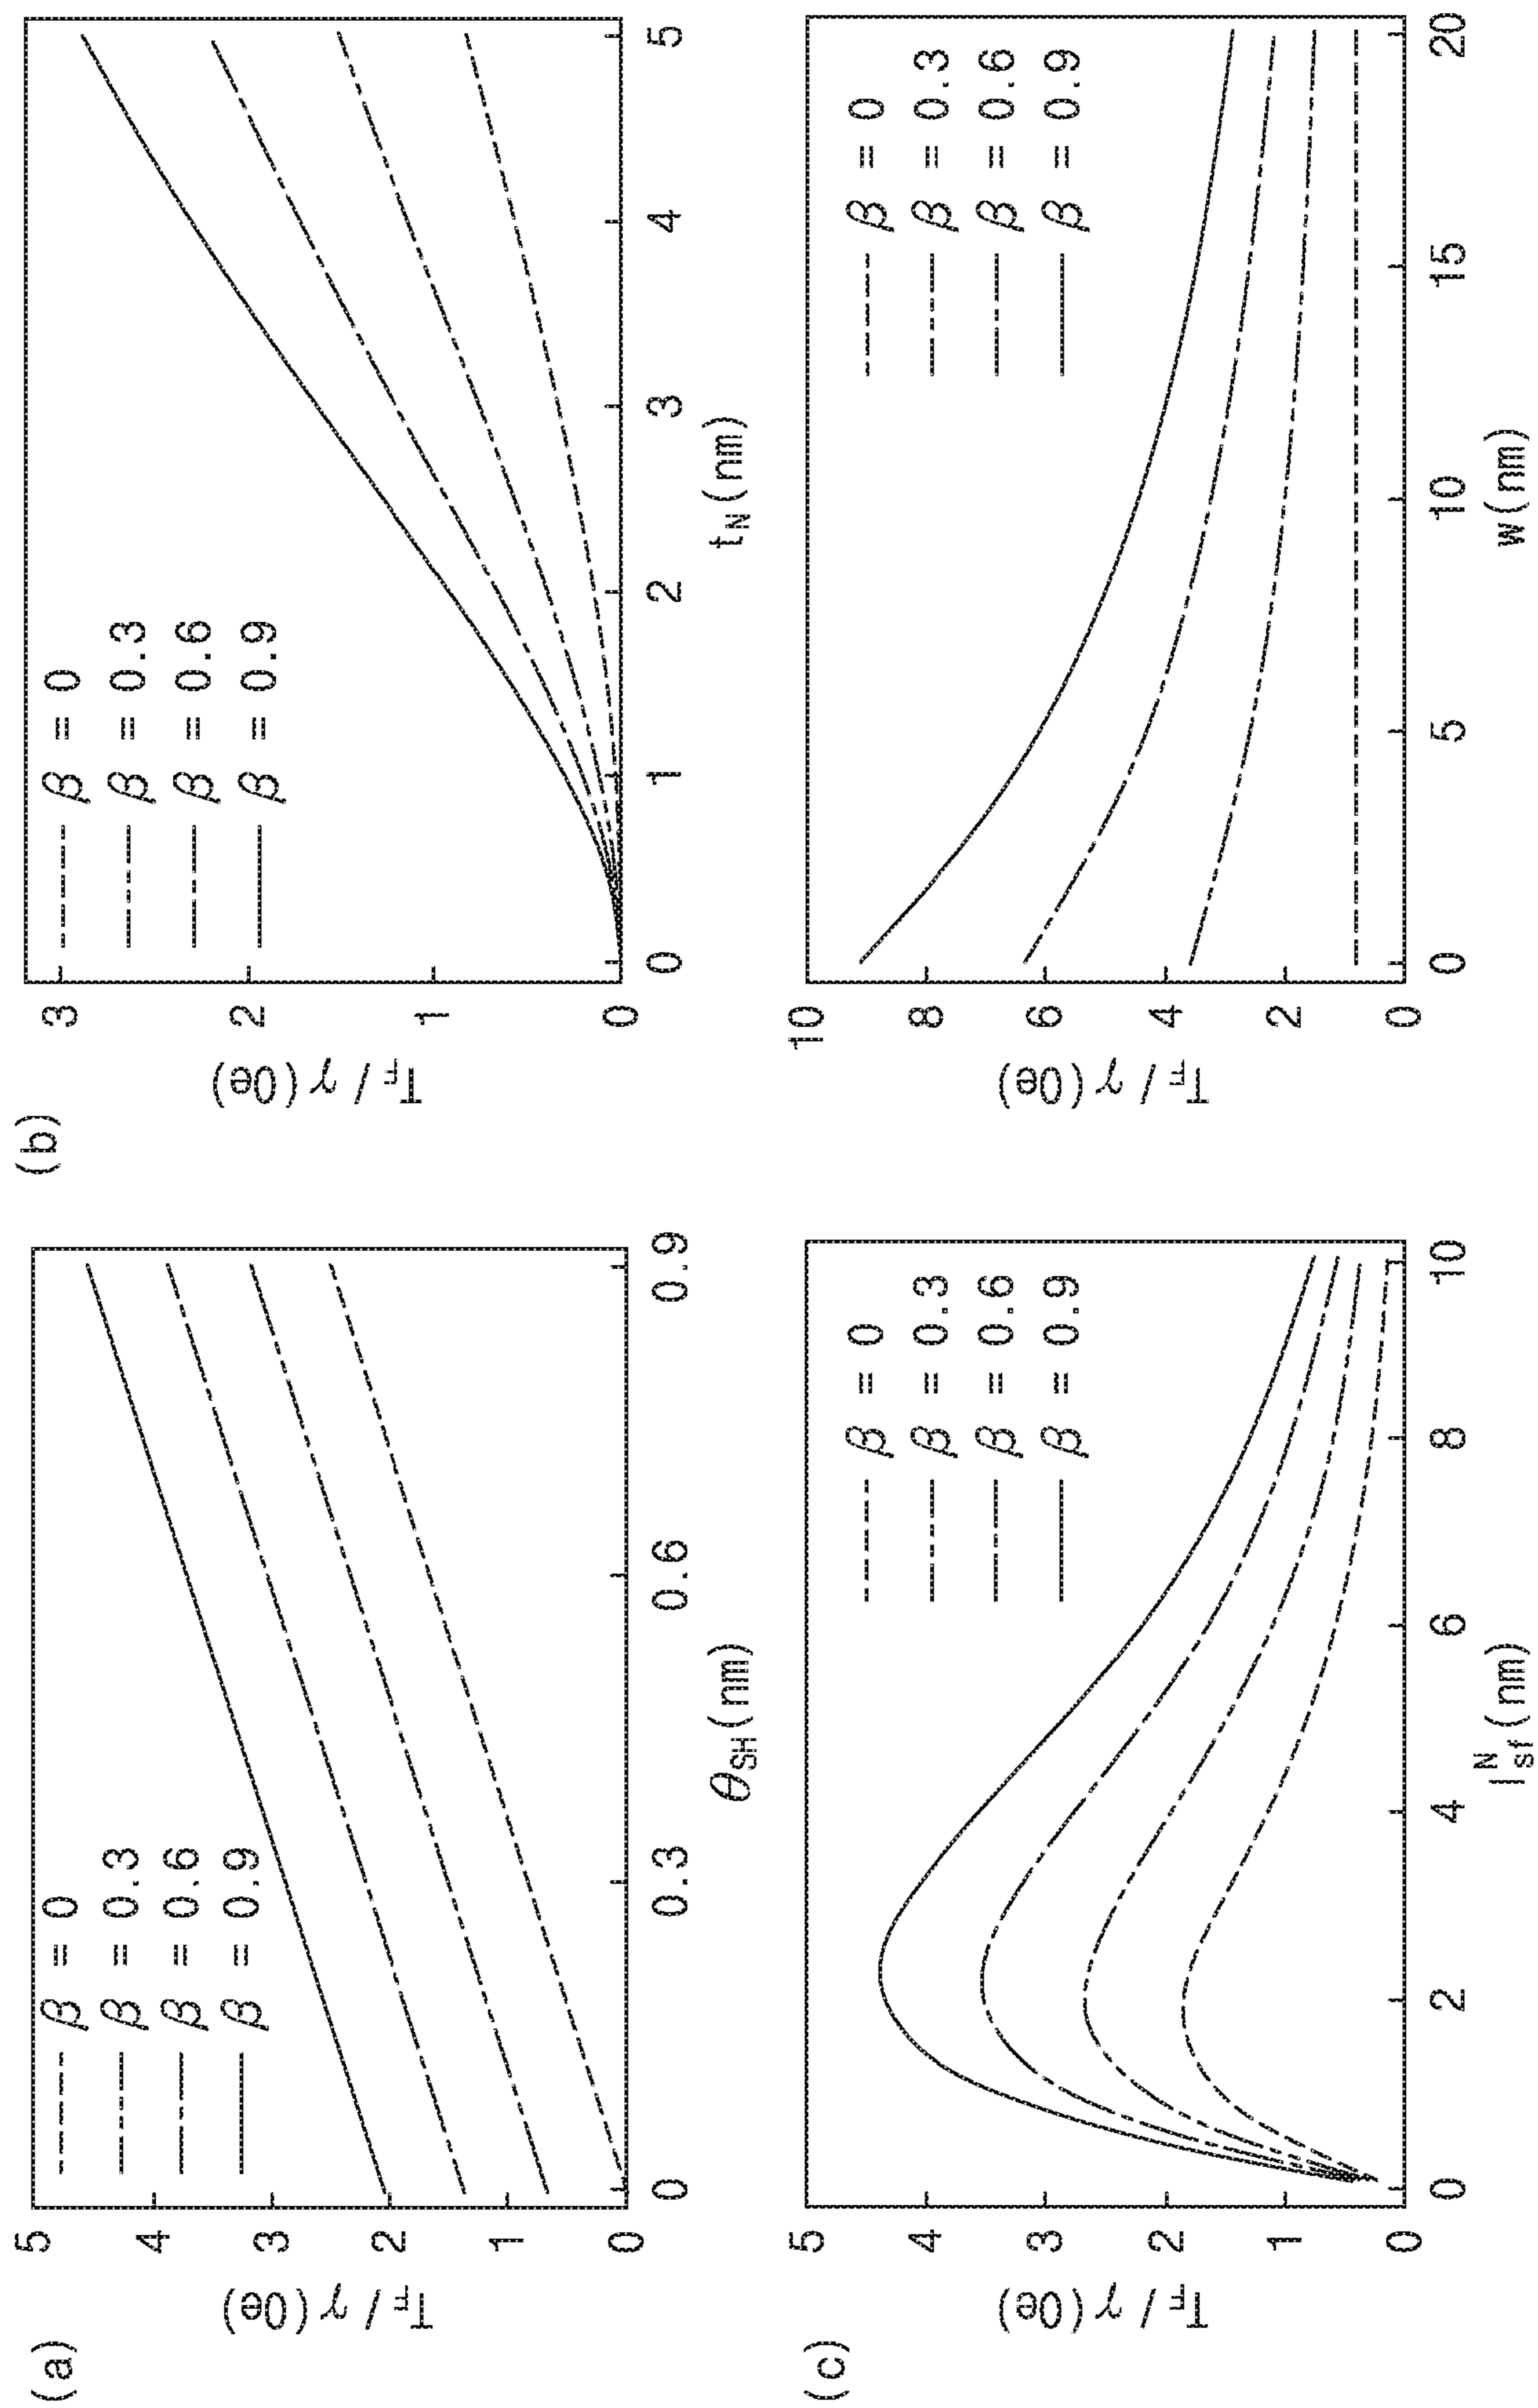 (a)
β = 0
β = 0.3
β = 0.6
β = 0.9
5
4
3
2
1
0
T_F / γ (Oe)
0 0.3 0.6 0.9
θ_SH (nm)
(b)
β = 0
β = 0.3
β = 0.6
β = 0.9
3
2
1
0
T_F / γ (Oe)
0 1 2 3 4 5
t_N (nm)
(c)
β = 0
β = 0.3
β = 0.6
β = 0.9
5
4
3
2
1
0
T_F / γ (Oe)
0 2 4 6 8 10
l_sf^N (nm)
β = 0
β = 0.3
β = 0.6
β = 0.9
10
8
6
4
2
0
T_F / γ (Oe)
0 5 10 15 20
w (nm)